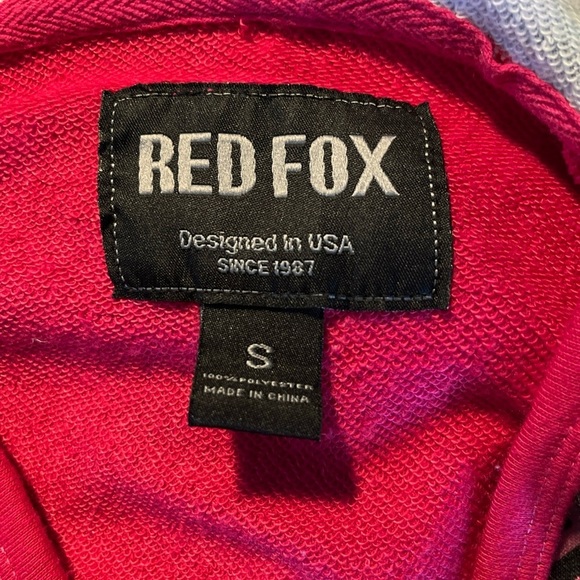 RED FOX
Designed In USA
SINCE 1987
S
100% POLYESTER
MADE IN CHINA